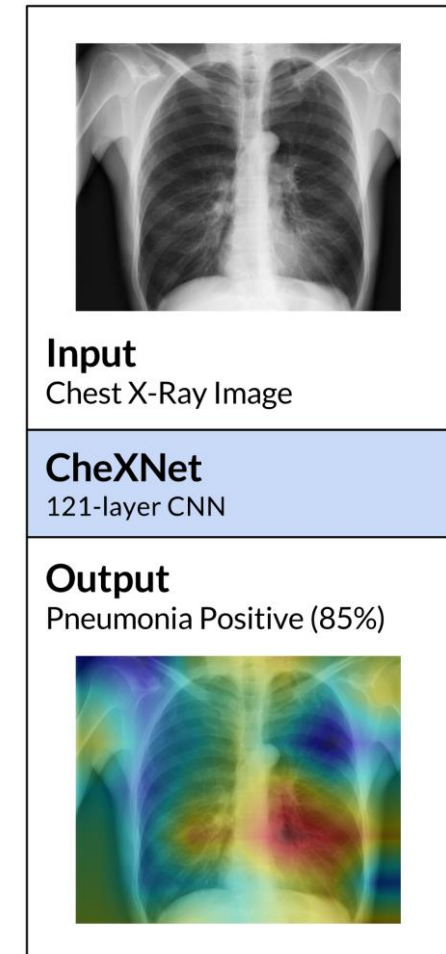 Input
Chest X-Ray Image
CheXNet
121-layer CNN
Output
Pneumonia Positive (85%)